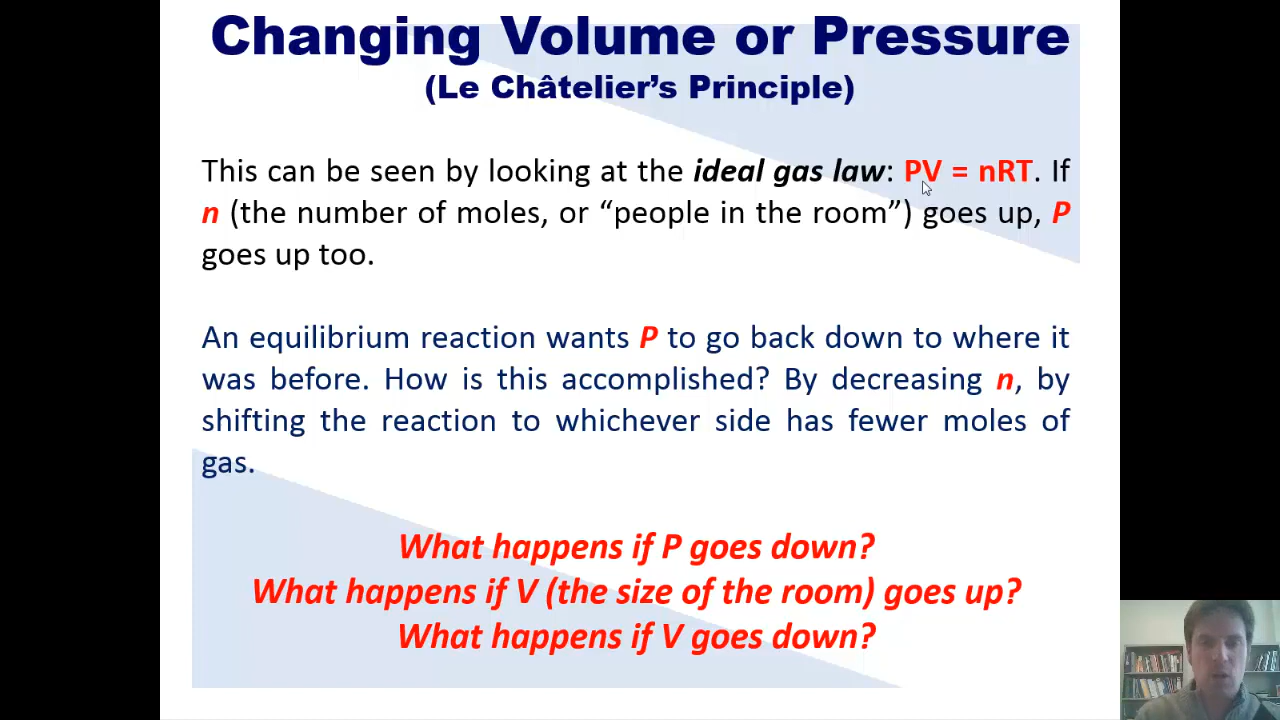 Changing Volume or Pressure
(Le Châtelier’s Principle)
This can be seen by looking at the ideal gas law: PV = nRT. If
n (the number of moles, or “people in the room”) goes up, P
goes up too.
An equilibrium reaction wants P to go back down to where it
was before. How is this accomplished? By decreasing n, by
shifting the reaction to whichever side has fewer moles of
gas.
What happens if P goes down?
What happens if V (the size of the room) goes up?
What happens if V goes down?